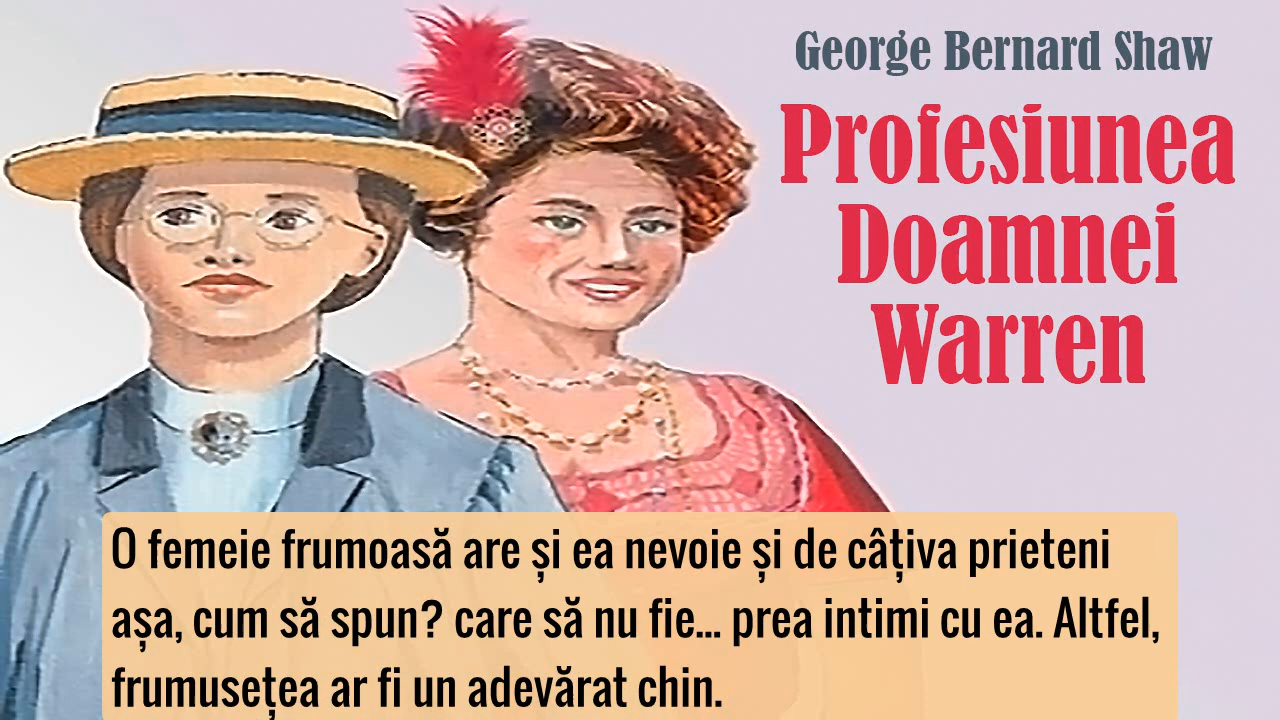 George Bernard Shaw
Profesiunea
Doamnei
Warren
O femeie frumoasă are și ea nevoie și de câțiva prieteni
așa, cum să spun? care să nu fie... prea intimi cu ea. Altfel,
frumusețea ar fi un adevărat chin.